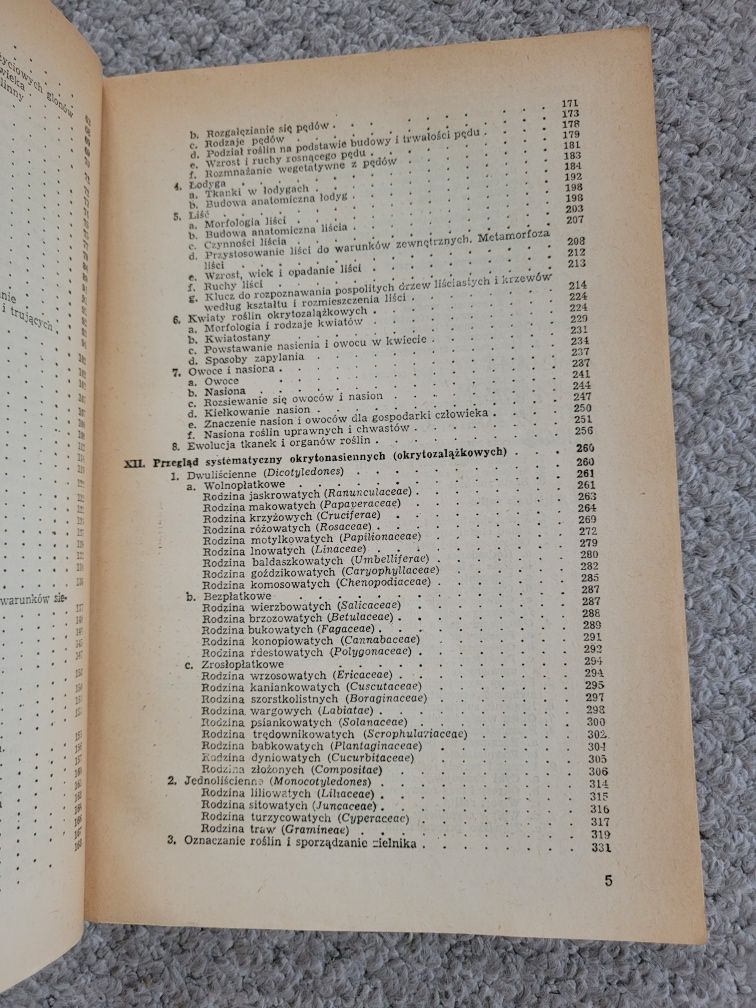 życiowych glonów
wieka
linny
nie
i trujących
warunków sie-
b. Rozgałęzianie się pędów . . . 171
c. Rodzaje pędów . . . 173
d. Podział roślin na podstawie budowy i trwałości pędu . . . 178
e. Wzrost i ruchy rosnącego pędu . . . 179
f. Rozmnażanie wegetatywne z pędów . . . 181
4. Łodyga . . . 183
a. Tkanki w łodygach . . . 184
b. Budowa anatomiczna łodyg . . . 192
5. Liść . . . 198
a. Morfologia liści . . . 198
b. Budowa anatomiczna liścia . . . 203
c. Czynności liścia . . . 207
d. Przystosowanie liści do warunków zewnętrznych. Metamorfoza
liści . . . 208
e. Wzrost, wiek i opadanie liści . . . 212
f. Ruchy liści . . . 213
g. Klucz do rozpoznawania pospolitych drzew liściastych i krzewów
według kształtu i rozmieszczenia liści . . . 214
6. Kwiaty roślin okrytozalążkowych . . . 224
a. Morfologia i rodzaje kwiatów . . . 224
b. Kwiatostany . . . 229
c. Powstawanie nasienia i owocu w kwiecie . . . 231
d. Sposoby zapylania . . . 234
7. Owoce i nasiona . . . 237
a. Owoce . . . 237
b. Nasiona . . . 241
c. Rozsiewanie się owoców i nasion . . . 244
d. Kiełkowanie nasion . . . 247
e. Znaczenie nasion i owoców dla gospodarki człowieka . . . 250
f. Nasiona roślin uprawnych i chwastów . . . 251
8. Ewolucja tkanek i organów roślin . . . 256
XII. Przegląd systematyczny okrytonasiennych (okrytozalążkowych) . . . 260
1. Dwuliścienne (Dicotyledones) . . . 260
a. Wolnopłatkowe . . . 261
Rodzina jaskrowatych (Ranunculaceae) . . . 261
Rodzina makowatych (Papaveraceae) . . . 263
Rodzina krzyżowych (Cruciferae) . . . 264
Rodzina różowatych (Rosaceae) . . . 269
Rodzina motylkowatych (Papilionaceae) . . . 272
Rodzina lnowatych (Linaceae) . . . 279
Rodzina baldaszkowatych (Umbelliferae) . . . 280
Rodzina goździkowatych (Caryophyllaceae) . . . 282
Rodzina komosowatych (Chenopodiaceae) . . . 285
b. Bezpłatkowe . . . 287
Rodzina wierzbowatych (Salicaceae) . . . 287
Rodzina brzozowatych (Betulaceae) . . . 288
Rodzina bukowatych (Fagaceae) . . . 289
Rodzina konopiowatych (Cannabaceae) . . . 291
Rodzina rdestowatych (Polygonaceae) . . . 292
c. Zrosłopłatkowe . . . 294
Rodzina wrzosowatych (Ericaceae) . . . 294
Rodzina kaniankowatych (Cuscutaceae) . . . 295
Rodzina szorstkolistnych (Boraginaceae) . . . 297
Rodzina wargowych (Labiatae) . . . 298
Rodzina psiankowatych (Solanaceae) . . . 300
Rodzina trędownikowatych (Scrophulariaceae) . . . 302
Rodzina babkowatych (Plantaginaceae) . . . 304
Rodzina dyniowatych (Cucurbitaceae) . . . 305
Rodzina złożonych (Compositae) . . . 306
2. Jednoliścienne (Monocotyledones) . . . 314
Rodzina liliowatych (Liliaceae) . . . 315
Rodzina sitowatych (Juncaceae) . . . 316
Rodzina turzycowatych (Cyperaceae) . . . 317
Rodzina traw (Gramineae) . . . 319
3. Oznaczanie roślin i sporządzanie zielnika . . . 331
5